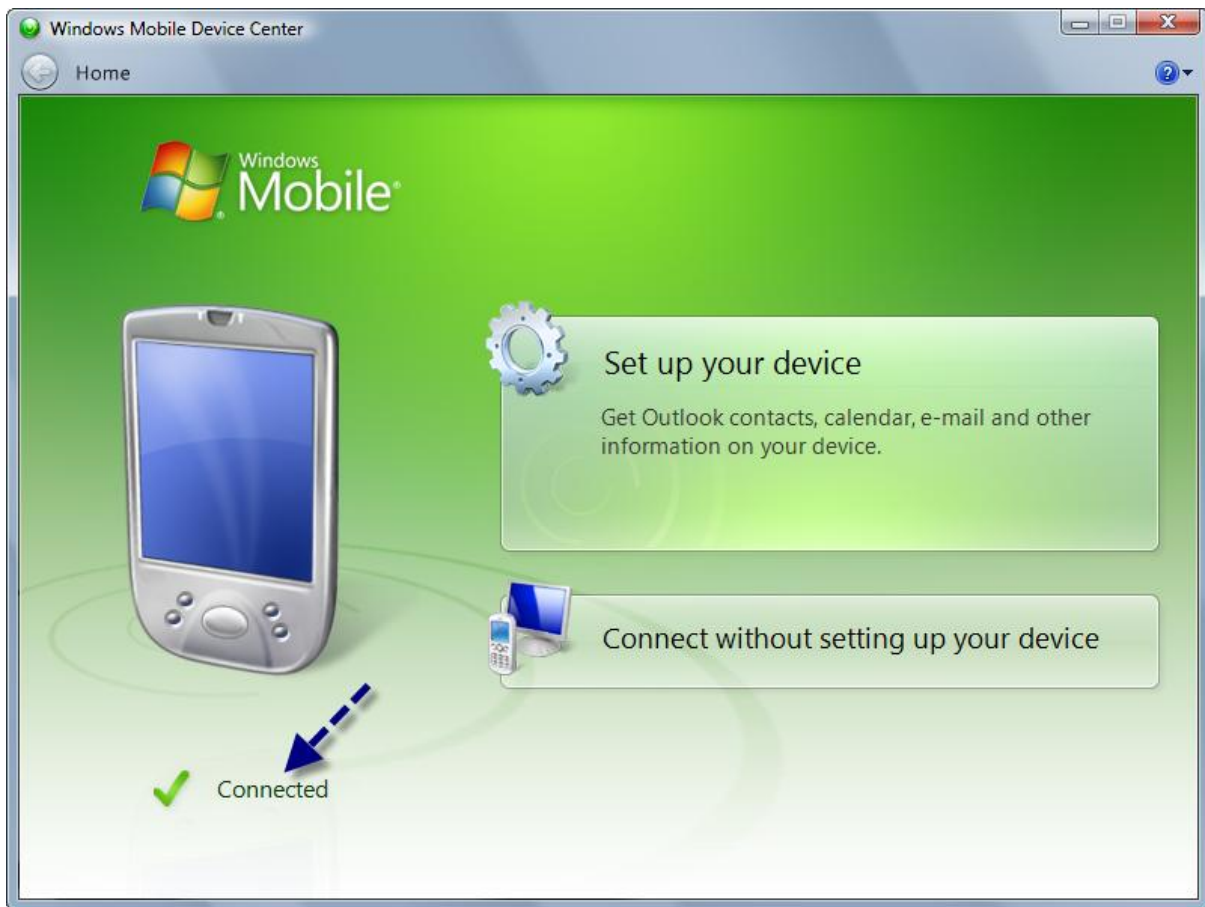 Windows Mobile Device Center
Home
Windows
Mobile®
Set up your device
Get Outlook contacts, calendar, e-mail and other
information on your device.
Connect without setting up your device
Connected